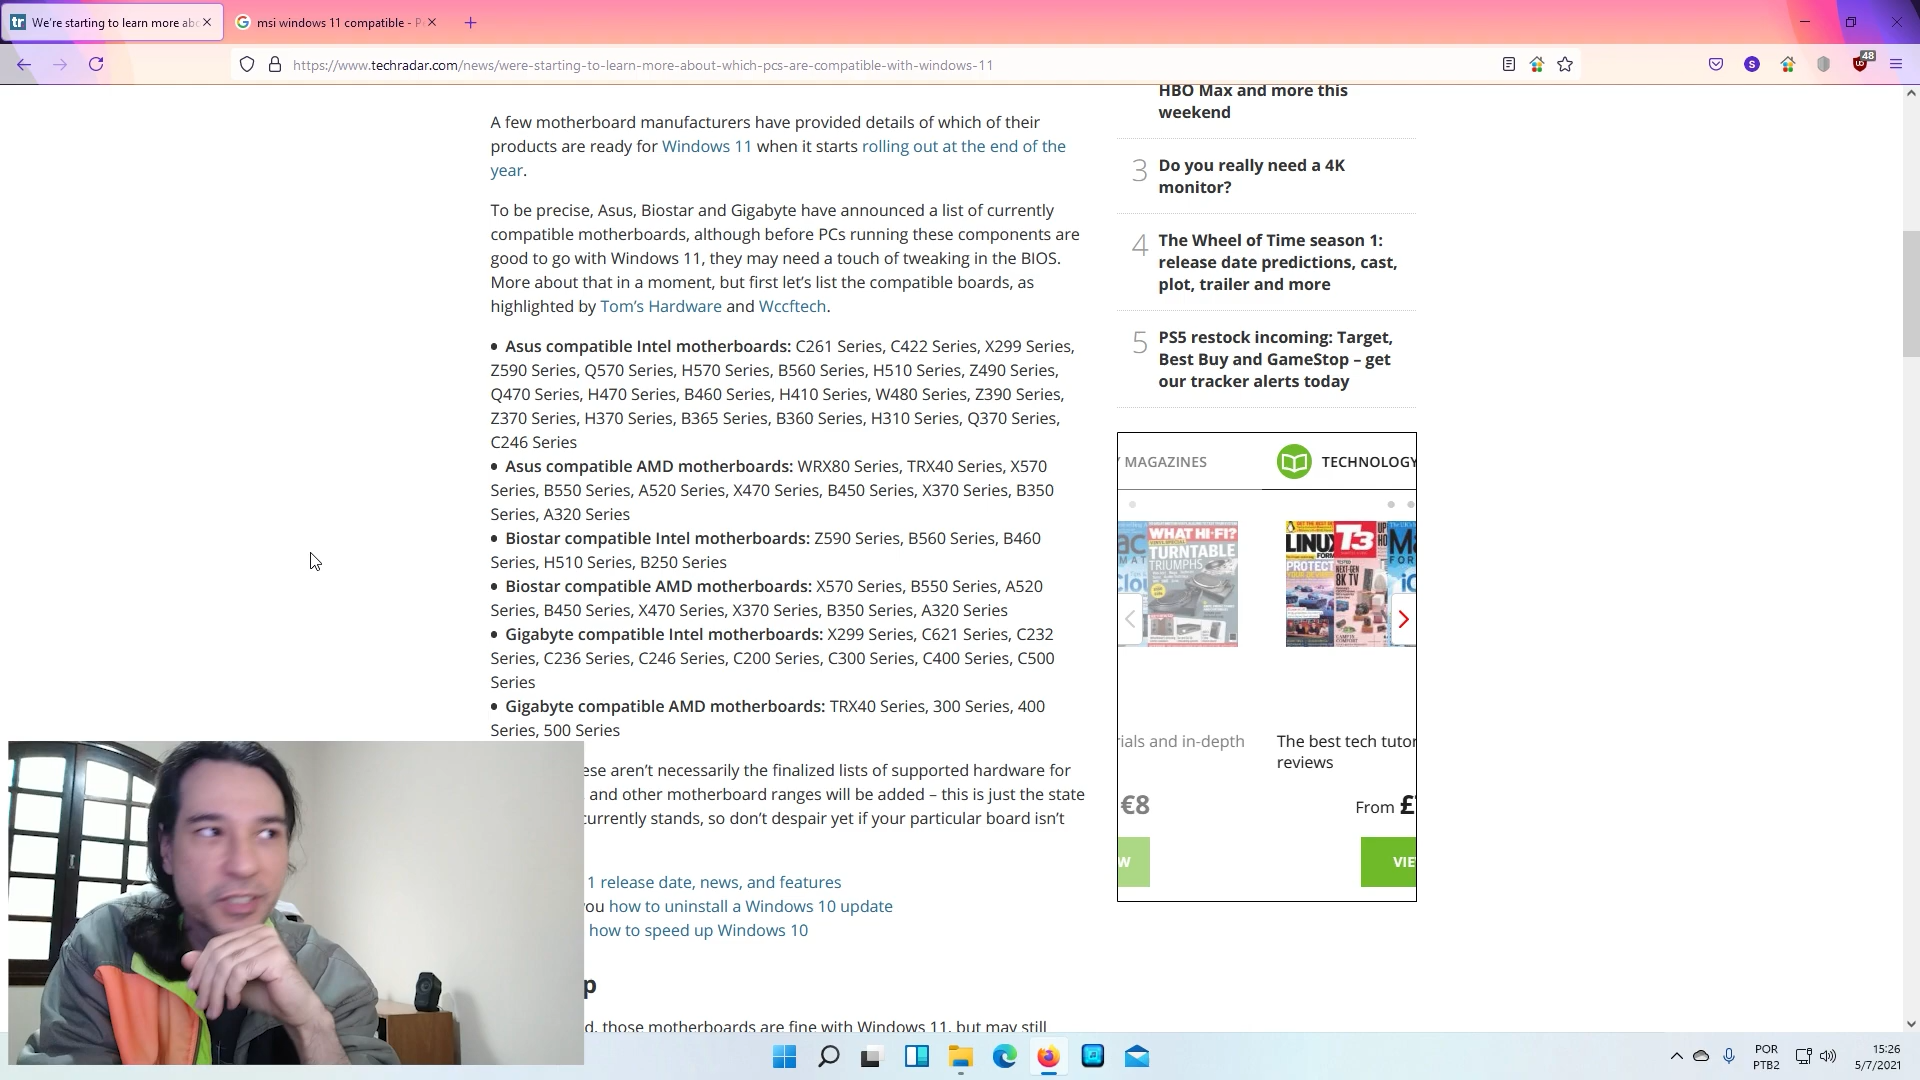 We're starting to learn more abo
msi windows 11 compatible - P
https://www.techradar.com/news/were-starting-to-learn-more-about-which-pcs-are-compatible-with-windows-11
48
A few motherboard manufacturers have provided details of which of their
products are ready for Windows 11 when it starts rolling out at the end of the
year.
To be precise, Asus, Biostar and Gigabyte have announced a list of currently
compatible motherboards, although before PCs running these components are
good to go with Windows 11, they may need a touch of tweaking in the BIOS.
More about that in a moment, but first let's list the compatible boards, as
highlighted by Tom's Hardware and Wccftech.
• Asus compatible Intel motherboards: C261 Series, C422 Series, X299 Series,
Z590 Series, Q570 Series, H570 Series, B560 Series, H510 Series, Z490 Series,
Q470 Series, H470 Series, B460 Series, H410 Series, W480 Series, Z390 Series,
Z370 Series, H370 Series, B365 Series, B360 Series, H310 Series, Q370 Series,
C246 Series
• Asus compatible AMD motherboards: WRX80 Series, TRX40 Series, X570
Series, B550 Series, A520 Series, X470 Series, B450 Series, X370 Series, B350
Series, A320 Series
• Biostar compatible Intel motherboards: Z590 Series, B560 Series, B460
Series, H510 Series, B250 Series
• Biostar compatible AMD motherboards: X570 Series, B550 Series, A520
Series, B450 Series, X470 Series, X370 Series, B350 Series, A320 Series
• Gigabyte compatible Intel motherboards: X299 Series, C621 Series, C232
Series, C236 Series, C246 Series, C200 Series, C300 Series, C400 Series, C500
Series
• Gigabyte compatible AMD motherboards: TRX40 Series, 300 Series, 400
Series, 500 Series
ese aren't necessarily the finalized lists of supported hardware for
and other motherboard ranges will be added – this is just the state
currently stands, so don't despair yet if your particular board isn't
1 release date, news, and features
you how to uninstall a Windows 10 update
how to speed up Windows 10
p
d, those motherboards are fine with Windows 11, but may still
HBO Max and more this
weekend
3 Do you really need a 4K
monitor?
4 The Wheel of Time season 1:
release date predictions, cast,
plot, trailer and more
5 PS5 restock incoming: Target,
Best Buy and GameStop – get
our tracker alerts today
MAGAZINES
TECHNOLOGY
WHAT HI-FI?
TURNTABLE
TRIUMPHS
LINUX
FORM
PROTECT
T3
8K TV
rials and in-depth
The best tech tutor
reviews
€8
From £
W
VIE
POR
PTB2
15:26
5/7/2021